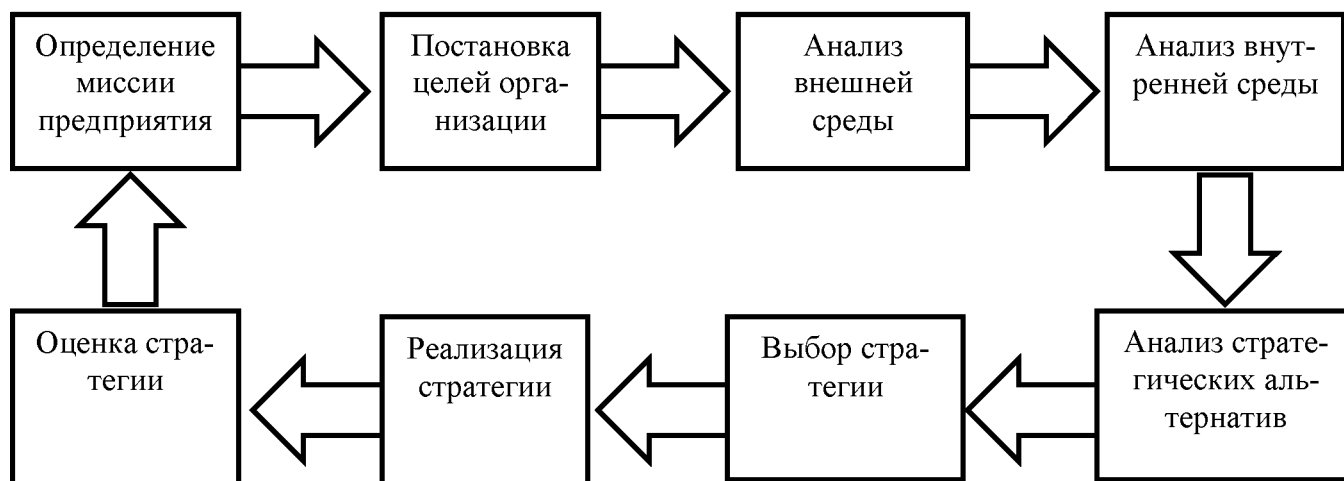 Определение
миссии
предприятия
Постановка
целей орга-
низации
Анализ
внешней
среды
Анализ внут-
ренней среды
Оценка стра-
тегии
Реализация
стратегии
Выбор стра-
тегии
Анализ страте-
гических аль-
тернатив